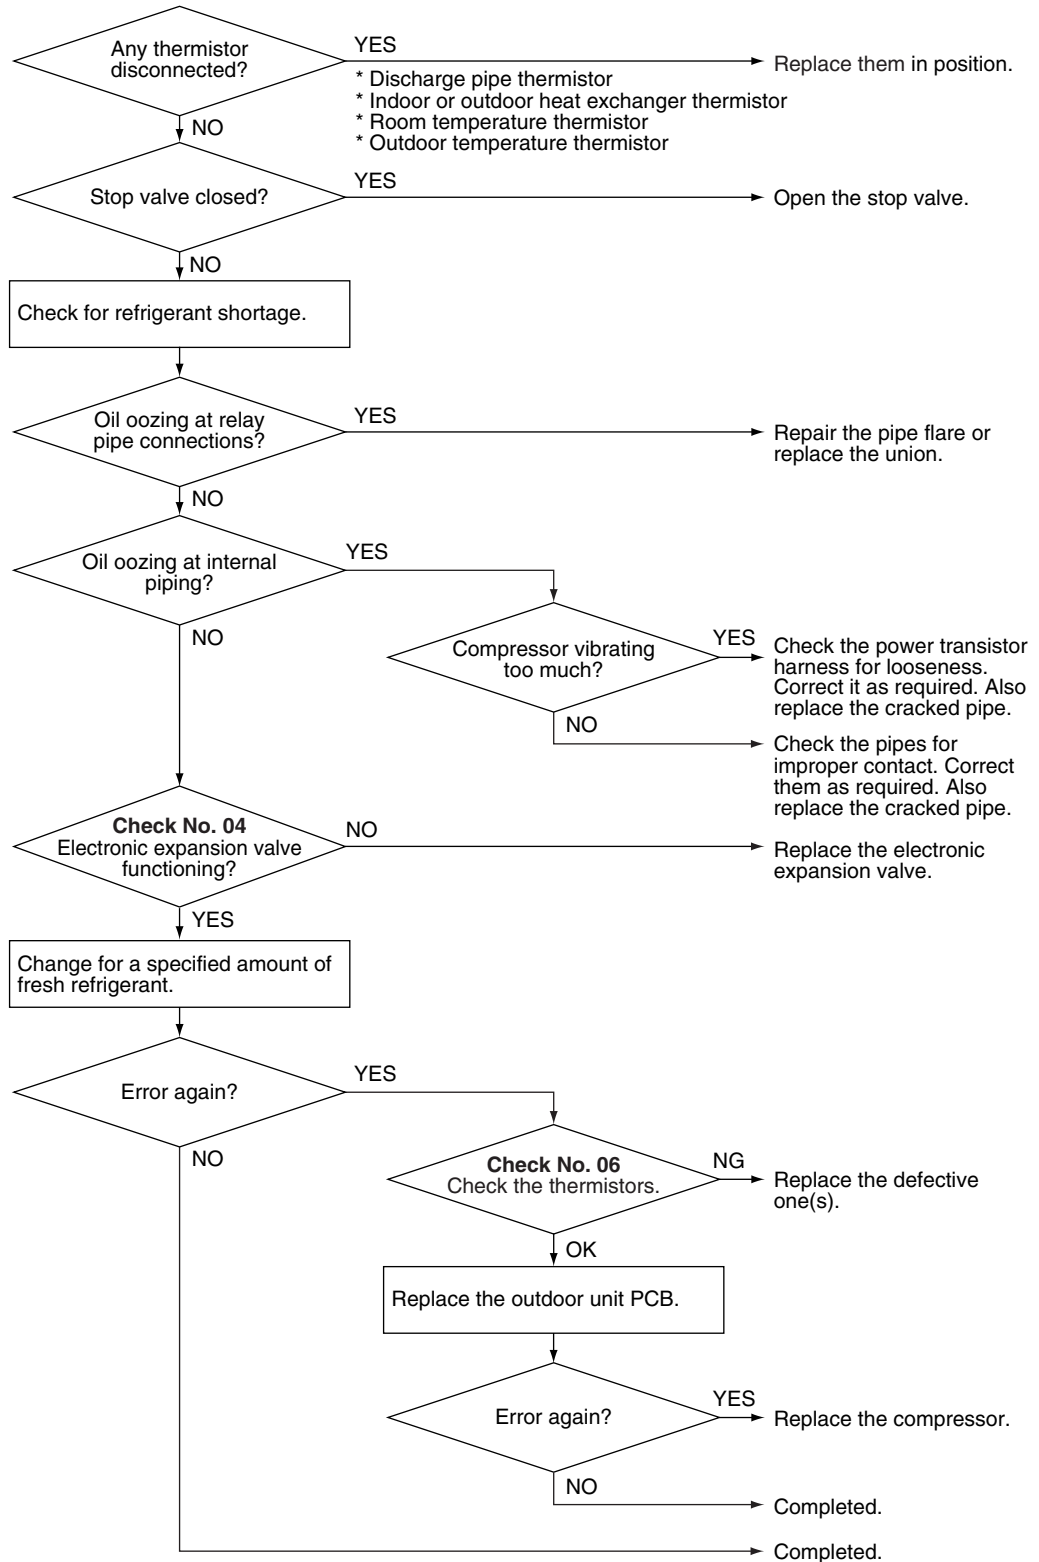 Any thermistor
disconnected?
YES
* Discharge pipe thermistor
* Indoor or outdoor heat exchanger thermistor
* Room temperature thermistor
* Outdoor temperature thermistor
Replace them in position.
NO
Stop valve closed?
YES
Open the stop valve.
NO
Check for refrigerant shortage.
Oil oozing at relay
pipe connections?
YES
Repair the pipe flare or
replace the union.
NO
Oil oozing at internal
piping?
YES
Compressor vibrating
too much?
YES
Check the power transistor
harness for looseness.
Correct it as required. Also
replace the cracked pipe.
NO
Check the pipes for
improper contact. Correct
them as required. Also
replace the cracked pipe.
NO
Check No. 04
Electronic expansion valve
functioning?
NO
Replace the electronic
expansion valve.
YES
Change for a specified amount of
fresh refrigerant.
Error again?
YES
Check No. 06
Check the thermistors.
NG
Replace the defective
one(s).
OK
Replace the outdoor unit PCB.
Error again?
YES
Replace the compressor.
NO
Completed.
NO
Completed.